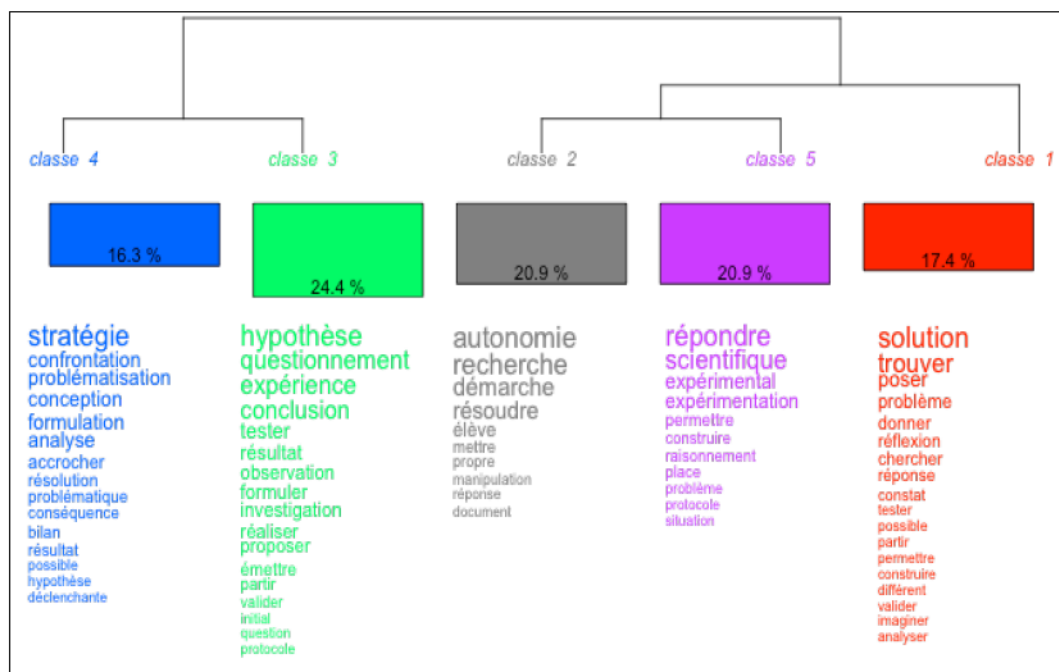 classe 4
classe 3
classe 2
classe 5
classe 1
16.3 %
24.4 %
20.9 %
20.9 %
17.4 %
stratégie
confrontation
problématisation
conception
formulation
analyse
accrocher
résolution
problématique
conséquence
bilan
résultat
possible
hypothèse
déclenchante
hypothèse
questionnement
expérience
conclusion
tester
résultat
observation
formuler
investigation
réaliser
proposer
émettre
partir
valider
initial
question
protocole
autonomie
recherche
démarche
résoudre
élève
mettre
propre
manipulation
réponse
document
répondre
scientifique
expérimental
expérimentation
permettre
construire
raisonnement
place
problème
protocole
situation
solution
trouver
poser
problème
donner
réflexion
chercher
réponse
constat
tester
possible
partir
permettre
construire
différent
valider
imaginer
analyser